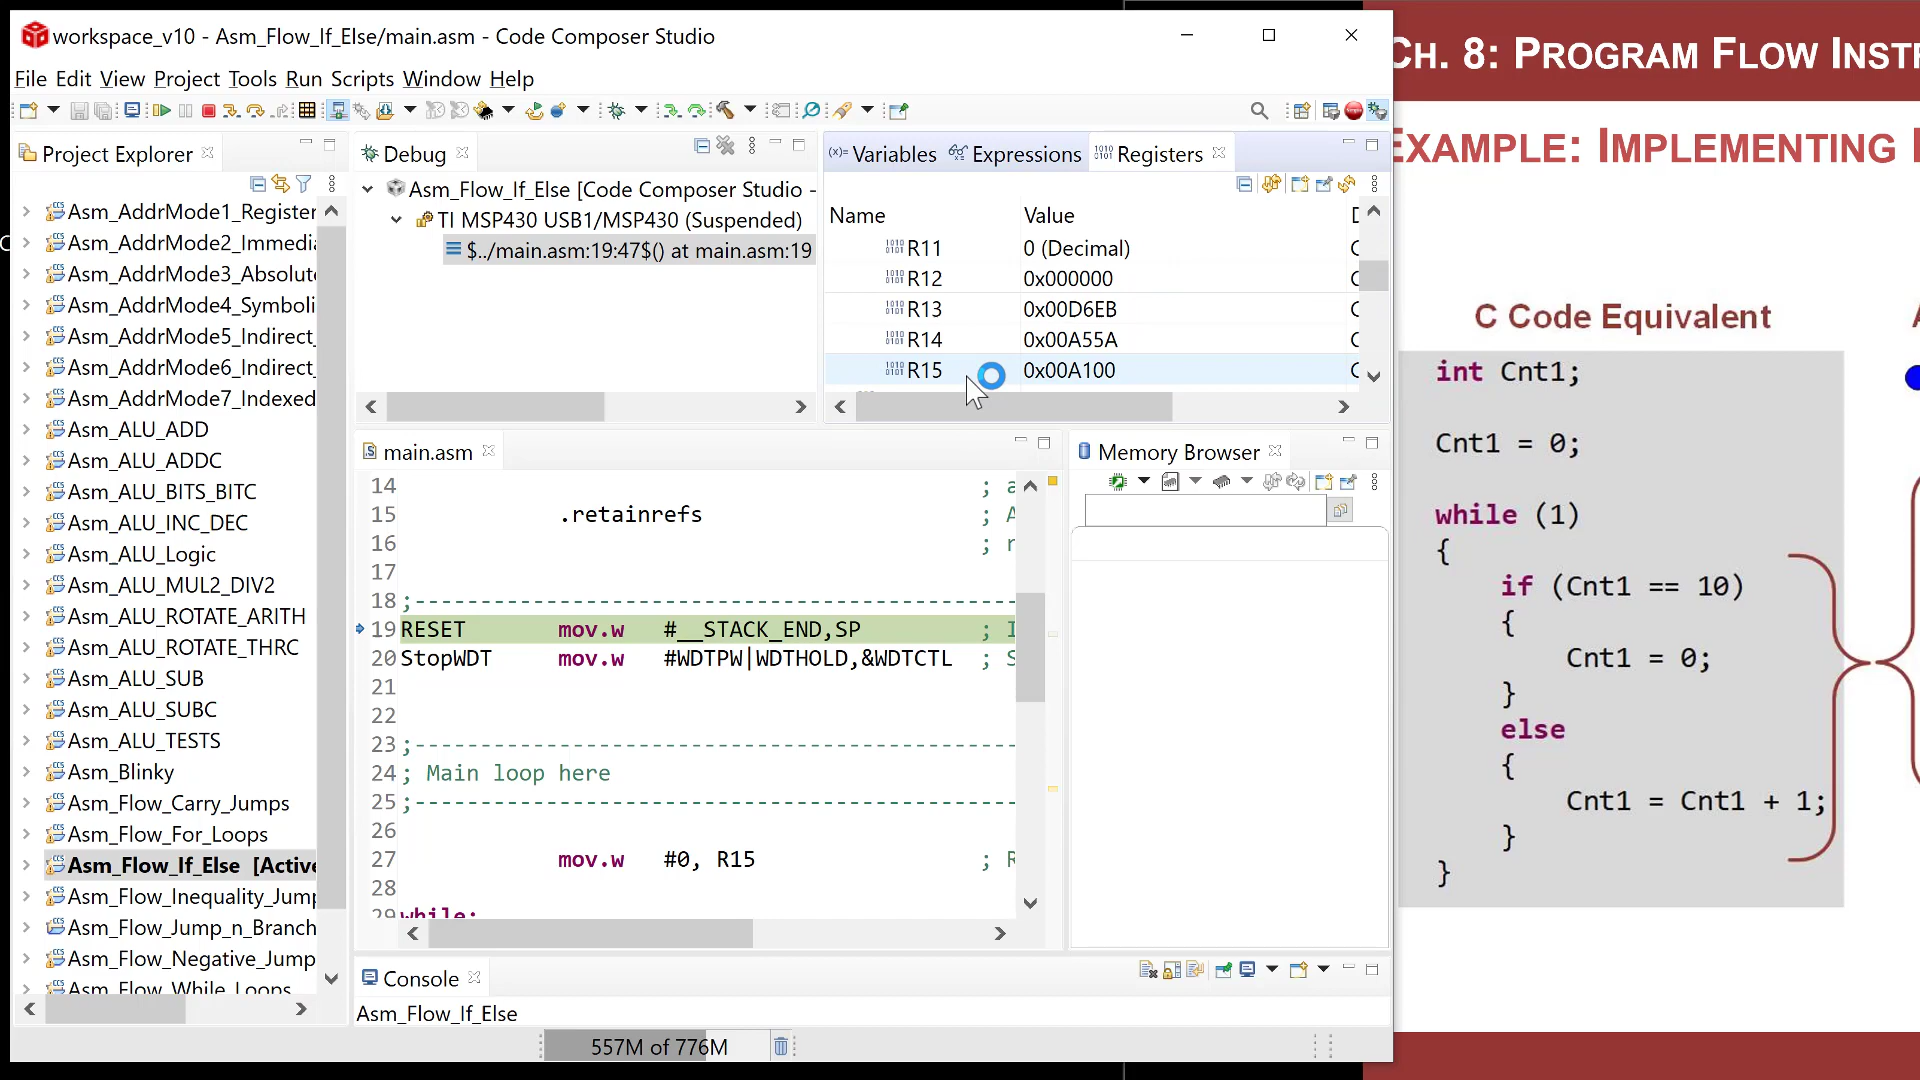 workspace_v10 - Asm_Flow_If_Else/main.asm - Code Composer Studio
File Edit View Project Tools Run Scripts Window Help
Project Explorer
Asm_AddrMode1_Register
Asm_AddrMode2_Immedi
Asm_AddrMode3_Absolut
Asm_AddrMode4_Symboli
Asm_AddrMode5_Indirect_
Asm_AddrMode6_Indirect_
Asm_AddrMode7_Indexed
Asm_ALU_ADD
Asm_ALU_ADDC
Asm_ALU_BITS_BITC
Asm_ALU_INC_DEC
Asm_ALU_Logic
Asm_ALU_MUL2_DIV2
Asm_ALU_ROTATE_ARITH
Asm_ALU_ROTATE_THRC
Asm_ALU_SUB
Asm_ALU_SUBC
Asm_ALU_TESTS
Asm_Blinky
Asm_Flow_Carry_Jumps
Asm_Flow_For_Loops
Asm_Flow_If_Else [Active
Asm_Flow_Inequality_Jump
Asm_Flow_Jump_n_Branch
Asm_Flow_Negative_Jump
Asm_Flow_While_Loops
Debug
Asm_Flow_If_Else [Code Composer Studio -
TI MSP430 USB1/MSP430 (Suspended)
$../main.asm:19:47$() at main.asm:19
(x)= Variables Expressions Registers
Name Value
R11 0 (Decimal)
R12 0x000000
R13 0x00D6EB
R14 0x00A55A
R15 0x00A100
main.asm
14 ; a
15 .retainrefs ; A
16 ; r
17
18 ;-------------------------------------------------
19 RESET mov.w #__STACK_END,SP ; I
20 StopWDT mov.w #WDTPW|WDTHOLD,&WDTCTL ; S
21
22
23 ;-------------------------------------------------
24 ; Main loop here
25 ;-------------------------------------------------
26
27 mov.w #0, R15 ; R
28
29 while:
Memory Browser
Console
Asm_Flow_If_Else
557M of 776M
CH. 8: PROGRAM FLOW INSTR
EXAMPLE: IMPLEMENTING
C Code Equivalent
int Cnt1;
Cnt1 = 0;
while (1)
{
if (Cnt1 == 10)
{
Cnt1 = 0;
}
else
{
Cnt1 = Cnt1 + 1;
}
}